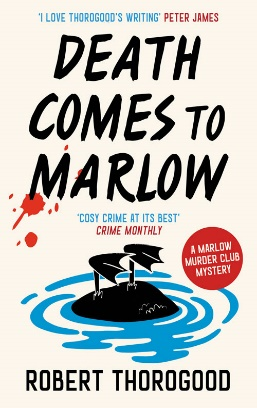 'I LOVE THOROGOOD'S WRITING' PETER JAMES
DEATH
COMES TO
MARLOW
'COSY CRIME AT ITS BEST'
CRIME MONTHLY
A MARLOW
MURDER CLUB
MYSTERY
ROBERT THOROGOOD